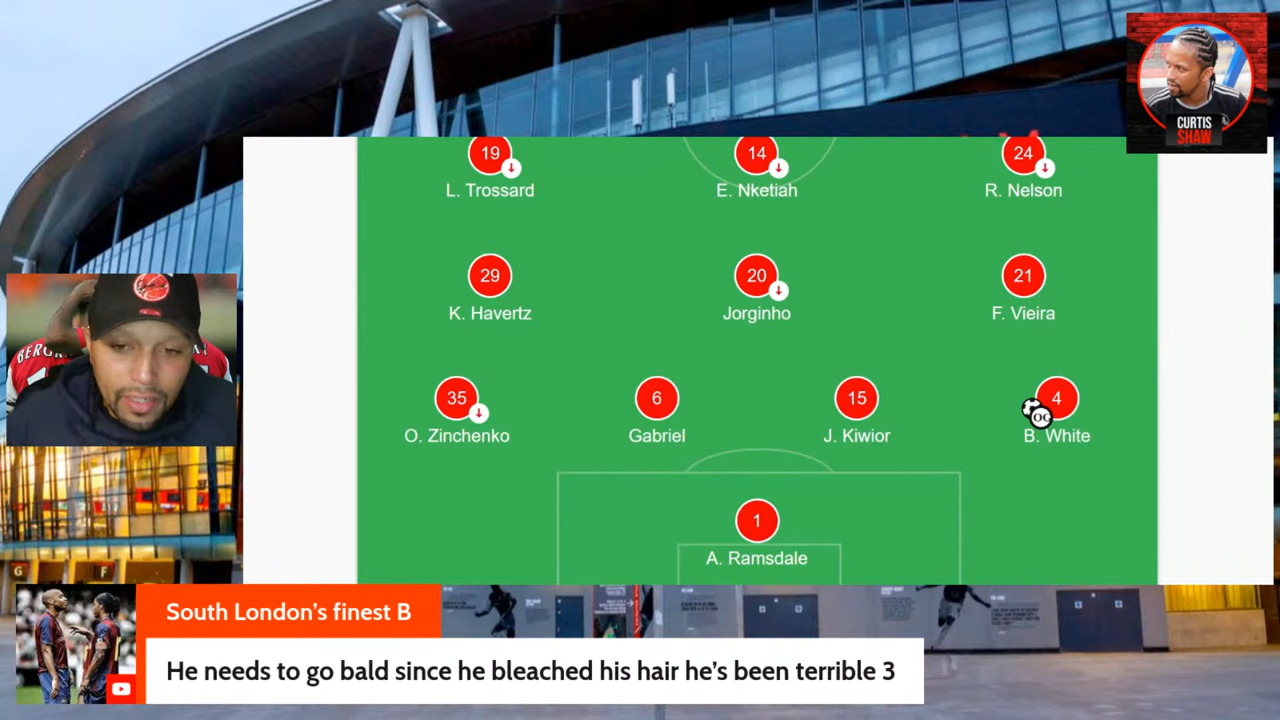 CURTIS
SHAW
19
14
24
L. Trossard
E. Nketiah
R. Nelson
29
20
21
K. Havertz
Jorginho
F. Vieira
35
6
15
4
OG
O. Zinchenko
Gabriel
J. Kiwior
B. White
1
A. Ramsdale
G
F
South London’s finest B
He needs to go bald since he bleached his hair he’s been terrible 3